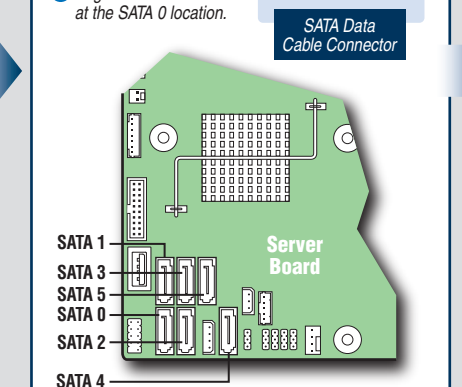 at the SATA 0 location.
SATA Data
Cable Connector
Server
Board
SATA 1
SATA 3
SATA 5
SATA 0
SATA 2
SATA 4